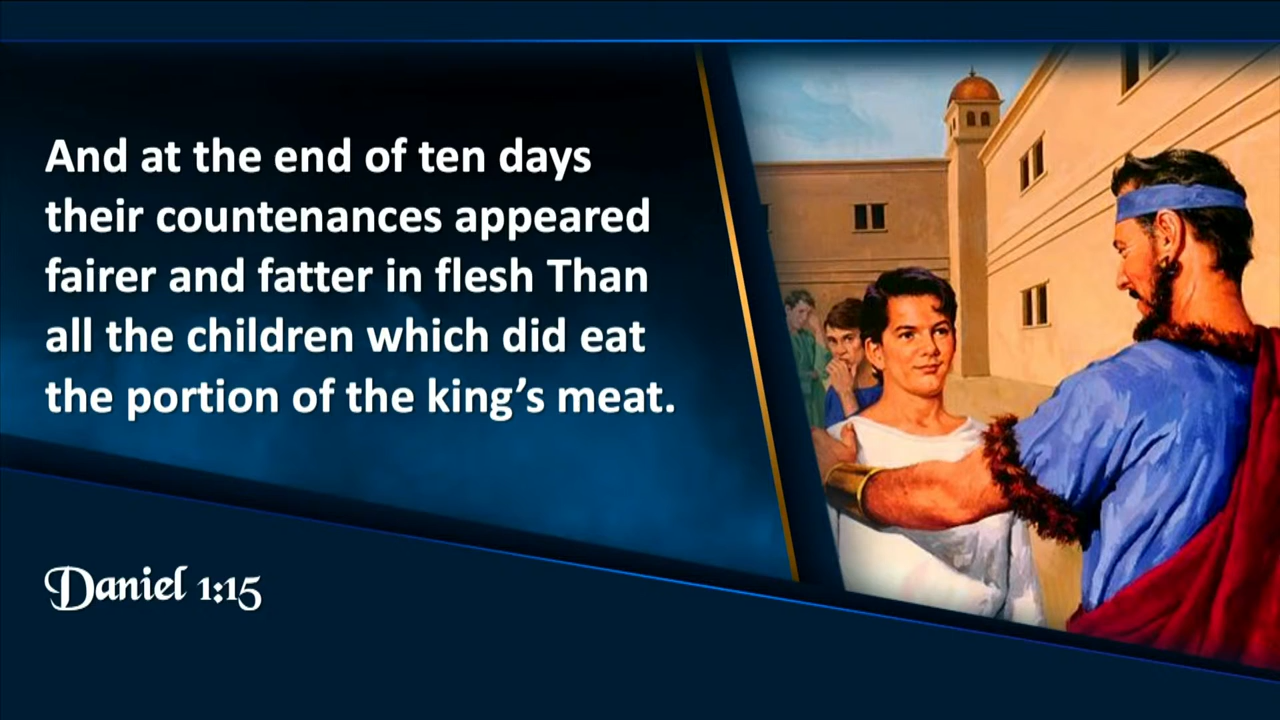 And at the end of ten days
their countenances appeared
fairer and fatter in flesh Than
all the children which did eat
the portion of the king’s meat.
Daniel 1:15